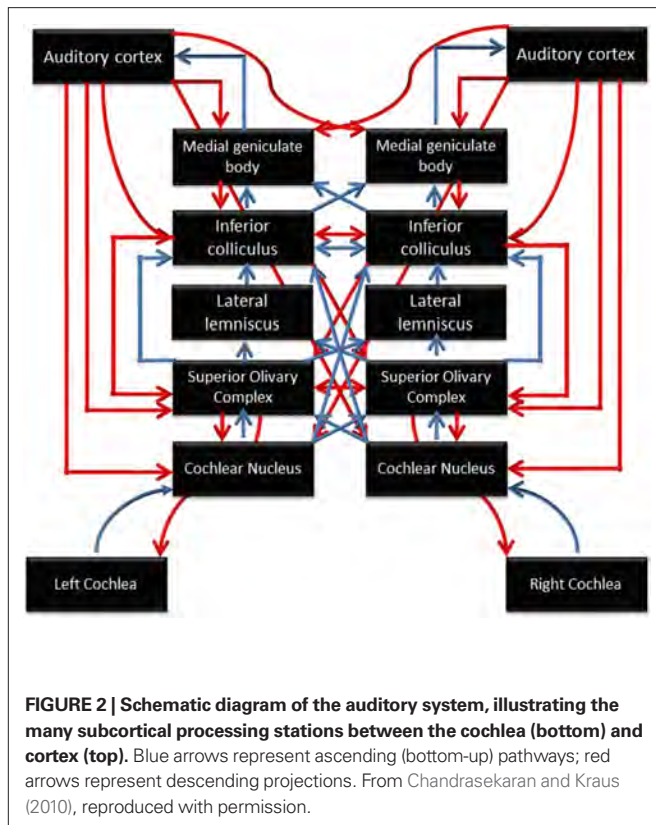 Auditory cortex
Auditory cortex
Medial geniculate
body
Medial geniculate
body
Inferior
colliculus
Inferior
colliculus
Lateral
lemniscus
Lateral
lemniscus
Superior Olivary
Complex
Superior Olivary
Complex
Cochlear Nucleus
Cochlear Nucleus
Left Cochlea
Right Cochlea
FIGURE 2 | Schematic diagram of the auditory system, illustrating the
many subcortical processing stations between the cochlea (bottom) and
cortex (top). Blue arrows represent ascending (bottom-up) pathways; red
arrows represent descending projections. From Chandrasekaran and Kraus
(2010), reproduced with permission.